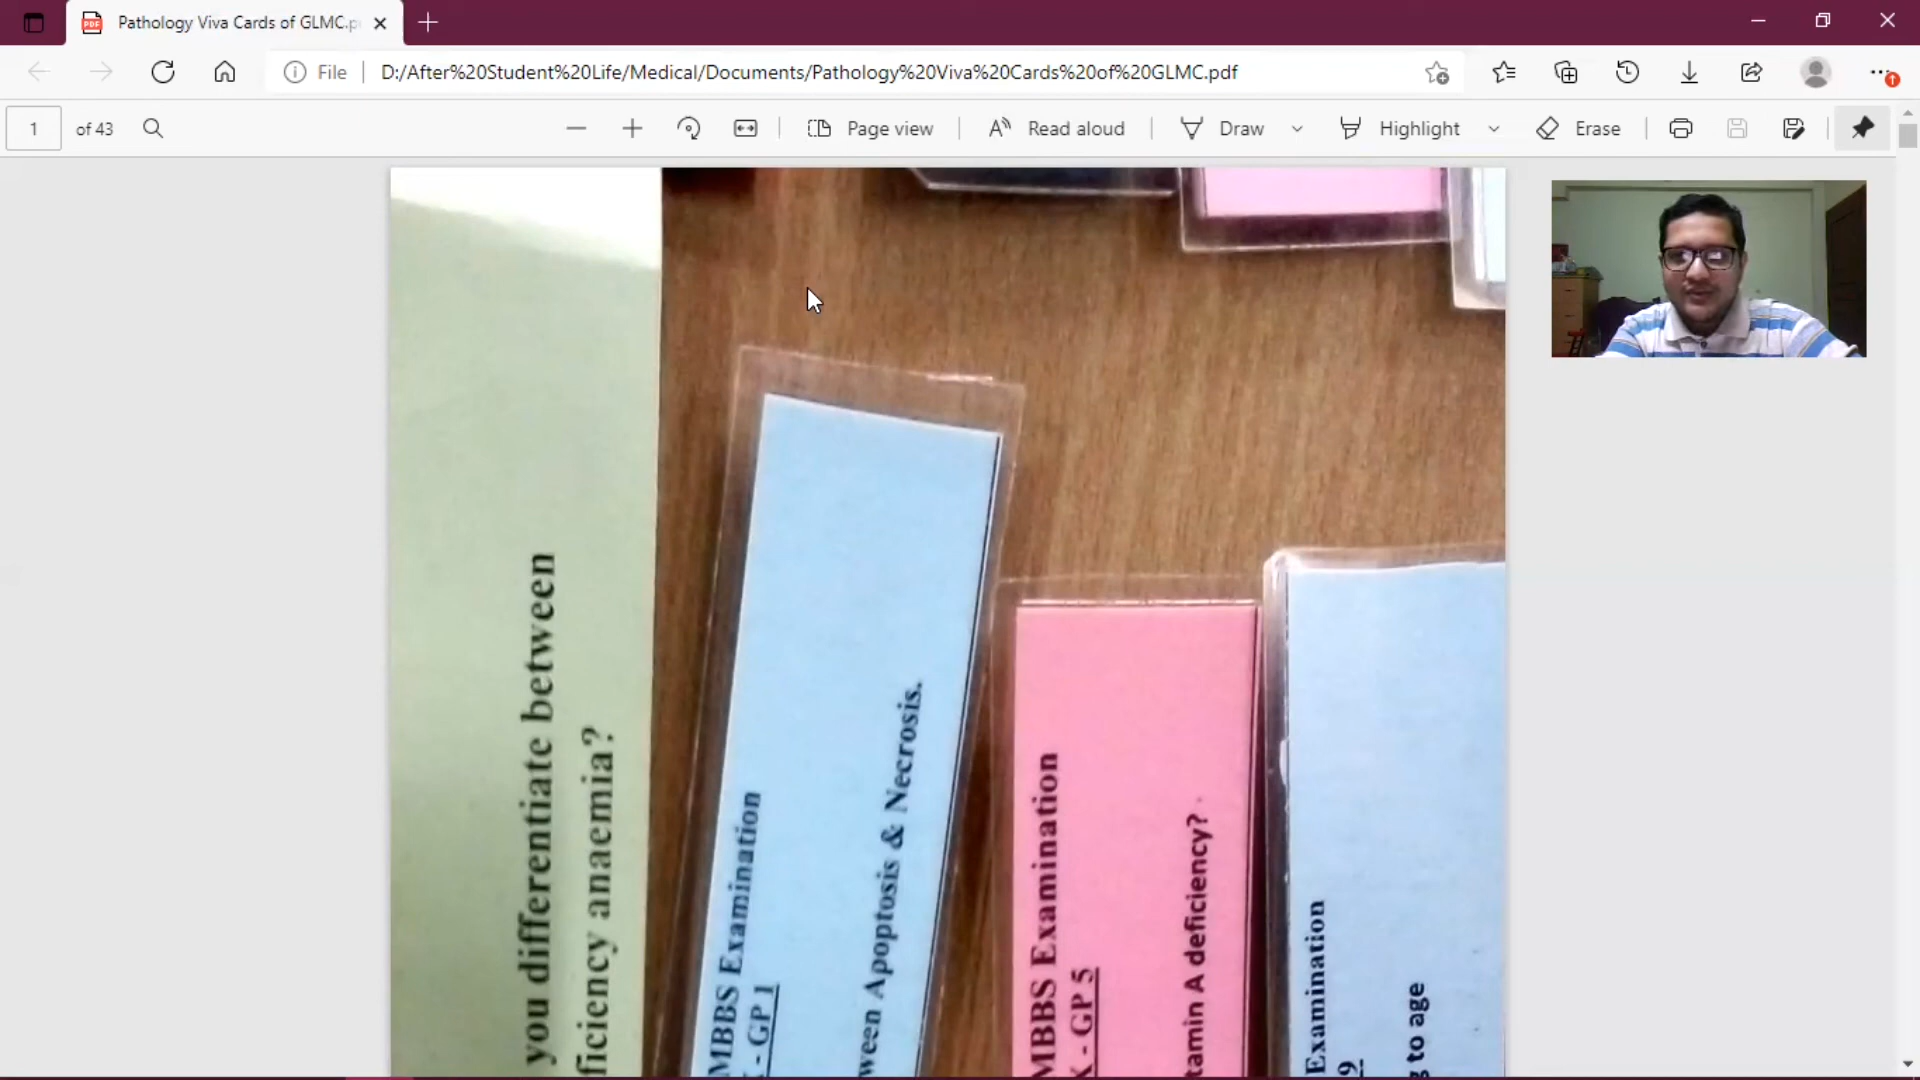 Pathology Viva Cards of GLMC.p
File
D:/After%20Student%20Life/Medical/Documents/Pathology%20Viva%20Cards%20of%20GLMC.pdf
1 of 43
Page view
Read aloud
Draw
Highlight
Erase
you differentiate between
ficiency anaemia?
MBBS Examination
- GP 1
ween Apoptosis & Necrosis.
MBBS Examination
X - GP 5
tamin A deficiency?
Examination
9
g to age